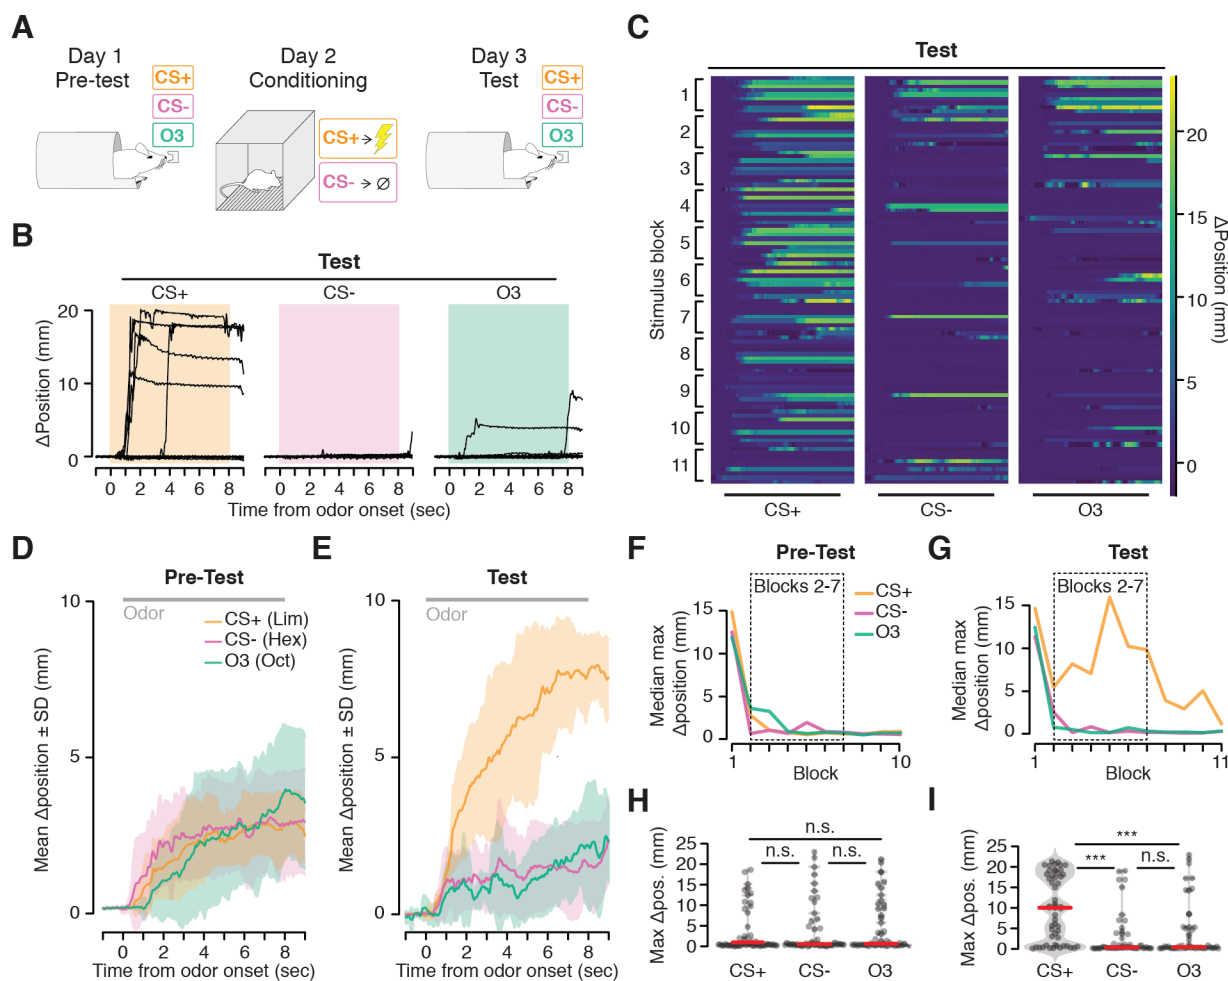 A
Day 1
Pre-test
CS+
CS-
O3
Day 2
Conditioning
CS+ →
CS- → ∅
Day 3
Test
CS+
CS-
O3
B
Test
CS+
CS-
O3
ΔPosition (mm)
20
10
0
0 2 4 6 8
0 2 4 6 8
0 2 4 6 8
Time from odor onset (sec)
C
Test
Stimulus block
1
2
3
4
5
6
7
8
9
10
11
CS+
CS-
O3
20
15
10
5
0
ΔPosition (mm)
D
Pre-Test
Odor
CS+ (Lim)
CS- (Hex)
O3 (Oct)
Mean Δposition ± SD (mm)
10
5
0
0 2 4 6 8
Time from odor onset (sec)
E
Test
Odor
Mean Δposition ± SD (mm)
10
5
0
0 2 4 6 8
Time from odor onset (sec)
F
Pre-Test
Blocks 2-7
CS+
CS-
O3
Median max
Δposition (mm)
15
10
5
0
1 10
Block
G
Test
Blocks 2-7
Median max
Δposition (mm)
15
10
5
0
1 11
Block
H
n.s.
n.s. n.s.
Max Δpos. (mm)
25
20
15
10
5
0
CS+ CS- O3
I
***
*** n.s.
Max Δpos. (mm)
25
20
15
10
5
0
CS+ CS- O3